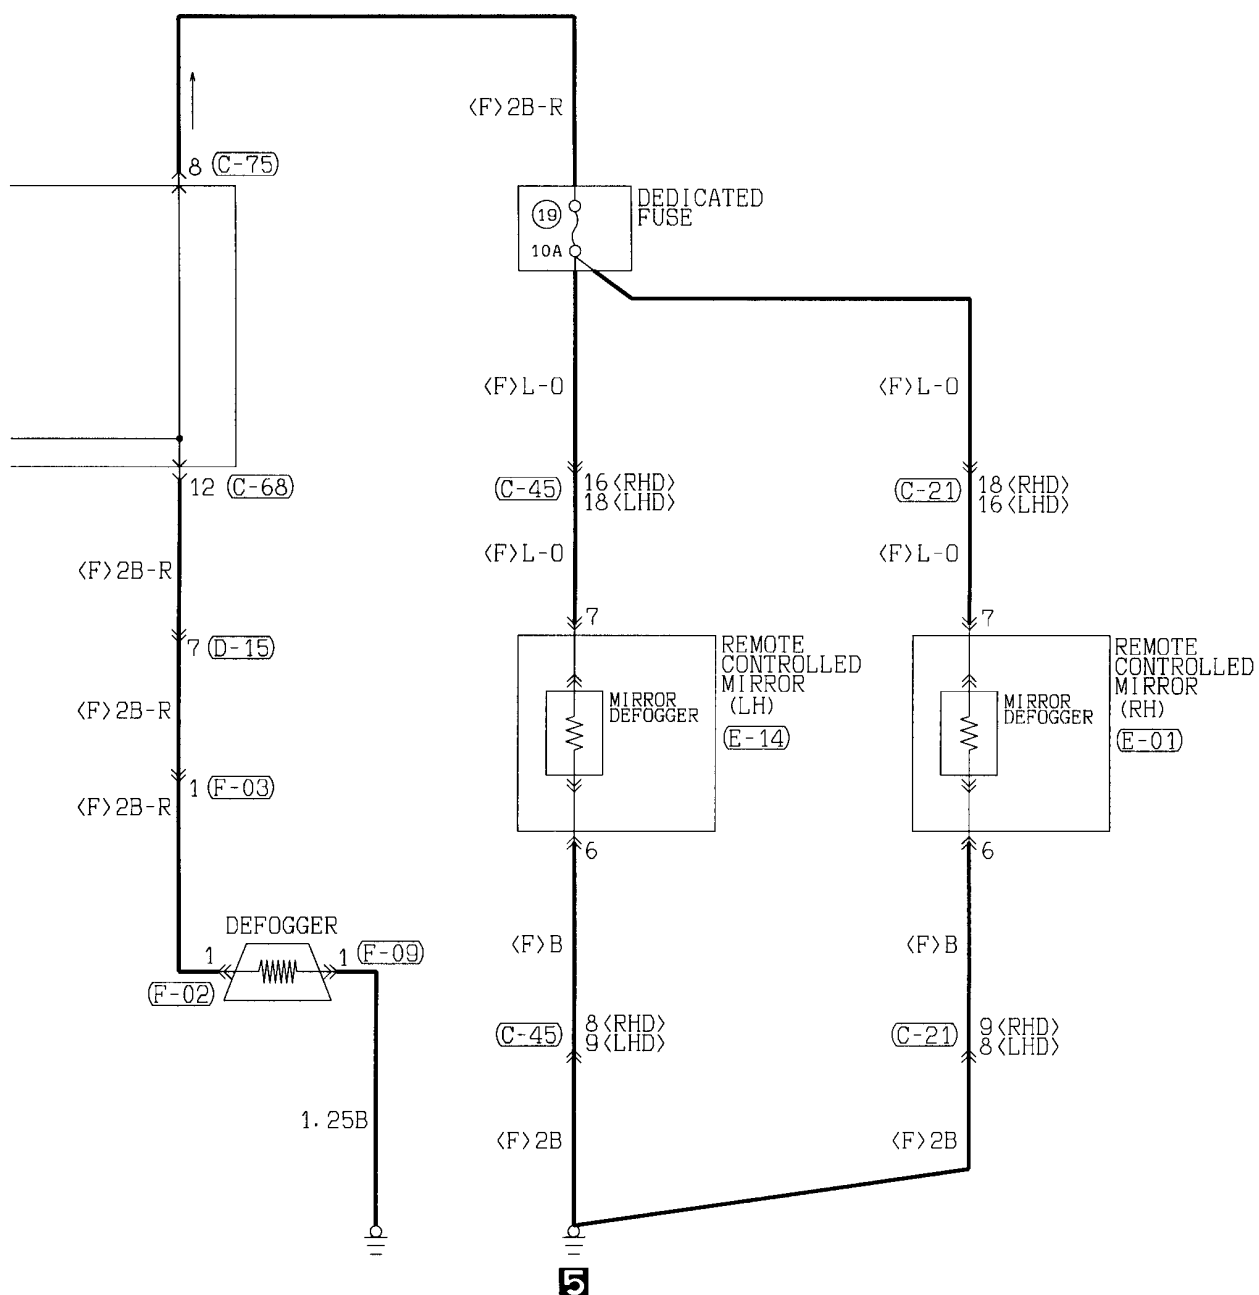 〈F〉2B-R
8 (C-75)
DEDICATED
FUSE
19
10A
〈F〉L-O
〈F〉L-O
12 (C-68)
(C-45)
16〈RHD〉
18〈LHD〉
(C-21)
18〈RHD〉
16〈LHD〉
〈F〉L-O
〈F〉L-O
〈F〉2B-R
7
7
7 (D-15)
REMOTE
CONTROLLED
MIRROR
(LH)
(E-14)
MIRROR
DEFOGGER
REMOTE
CONTROLLED
MIRROR
(RH)
(E-01)
MIRROR
DEFOGGER
〈F〉2B-R
1 (F-03)
〈F〉2B-R
6
6
DEFOGGER
1
1 (F-09)
(F-02)
〈F〉B
〈F〉B
(C-45)
8〈RHD〉
9〈LHD〉
(C-21)
9〈RHD〉
8〈LHD〉
1.25B
〈F〉2B
〈F〉2B
5